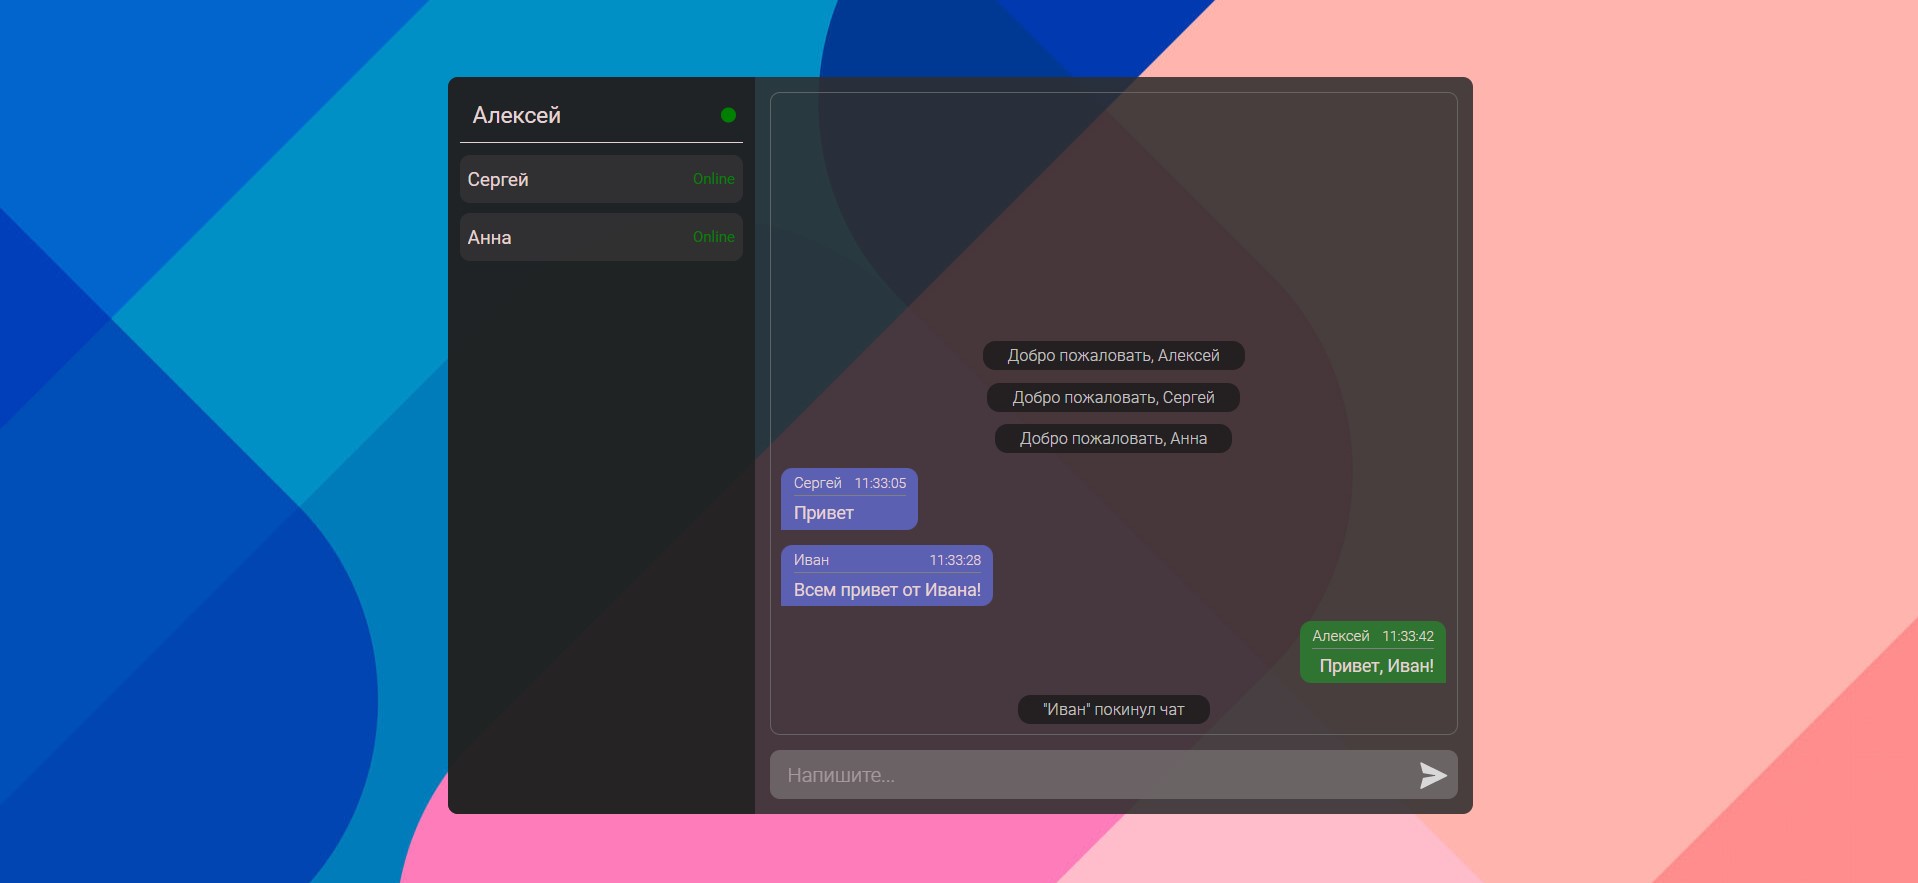 Алексей
Сергей Online
Анна Online
Добро пожаловать, Алексей
Добро пожаловать, Сергей
Добро пожаловать, Анна
Сергей 11:33:05
Привет
Иван 11:33:28
Всем привет от Ивана!
Алексей 11:33:42
Привет, Иван!
"Иван" покинул чат
Напишите...